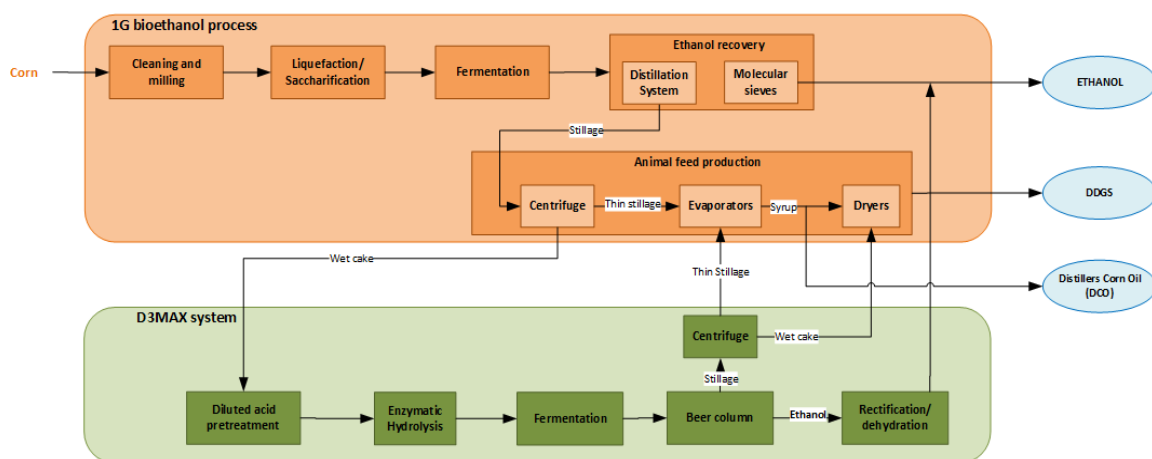 1G bioethanol process
Corn
Cleaning and
milling
Liquefaction/
Saccharification
Fermentation
Ethanol recovery
Distillation
System
Molecular
sieves
ETHANOL
Stillage
Animal feed production
Centrifuge
Thin stillage
Evaporators
Syrup
Dryers
DDGS
Wet cake
Thin Stillage
Distillers Corn Oil
(DCO)
D3MAX system
Centrifuge
Wet cake
Stillage
Diluted acid
pretreatment
Enzymatic
Hydrolysis
Fermentation
Beer column
Ethanol
Rectification/
dehydration